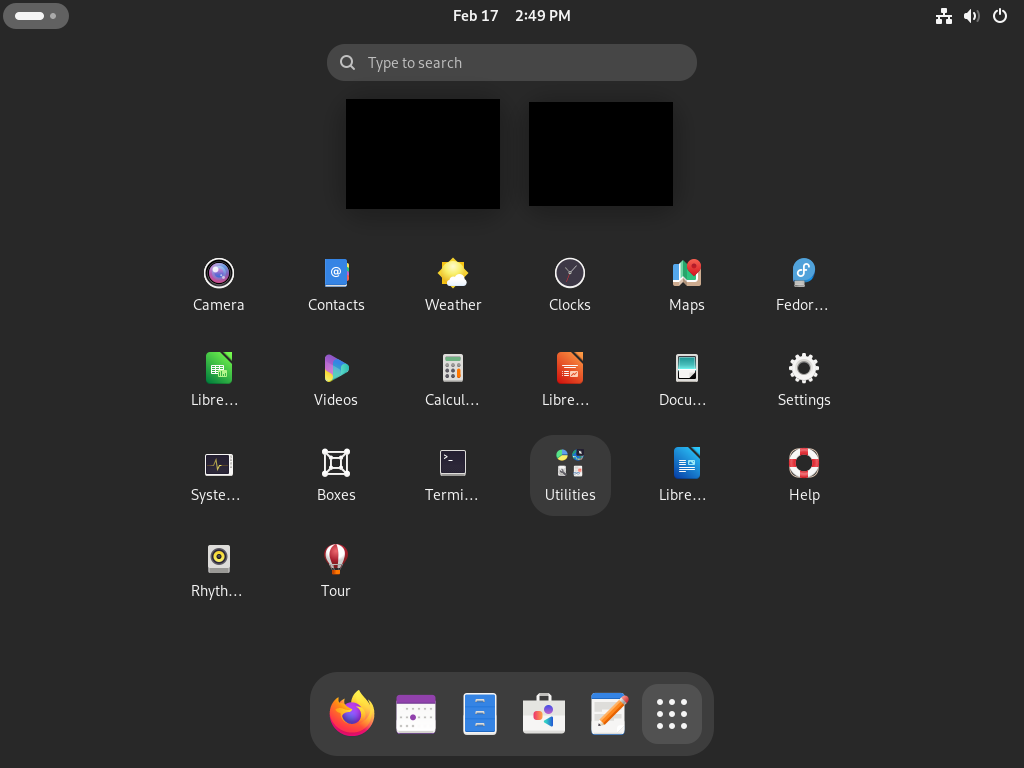 Feb 17 2:49 PM
Type to search
Camera
Contacts
Weather
Clocks
Maps
Fedor...
Libre...
Videos
Calcul...
Libre...
Docu...
Settings
Syste...
Boxes
Termi...
Utilities
Libre...
Help
Rhyth...
Tour